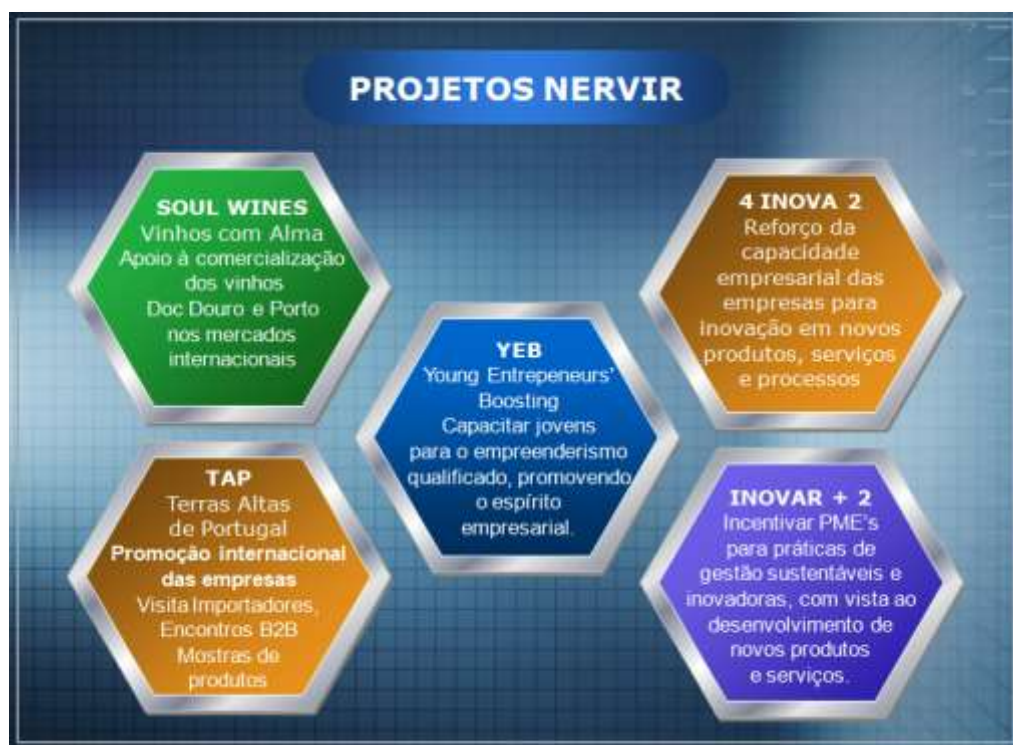 PROJETOS NERVIR
SOUL WINES
Vinhos com Alma
Apoio à comercialização
dos vinhos
Doc Douro e Porto
nos mercados
internacionais
4 INOVA 2
Reforço da
capacidade
empresarial das
empresas para
inovação em novos
produtos, serviços
e processos
YEB
Young Entrepeneurs'
Boosting
Capacitar jovens
para o empreenderismo
qualificado, promovendo
o espírito
empresarial.
TAP
Terras Altas
de Portugal
Promoção internacional
das empresas
Visita Importadores,
Encontros B2B
Mostras de
produtos
INOVAR + 2
Incentivar PME's
para práticas de
gestão sustentáveis e
inovadoras, com vista ao
desenvolvimento de
novos produtos
e serviços.